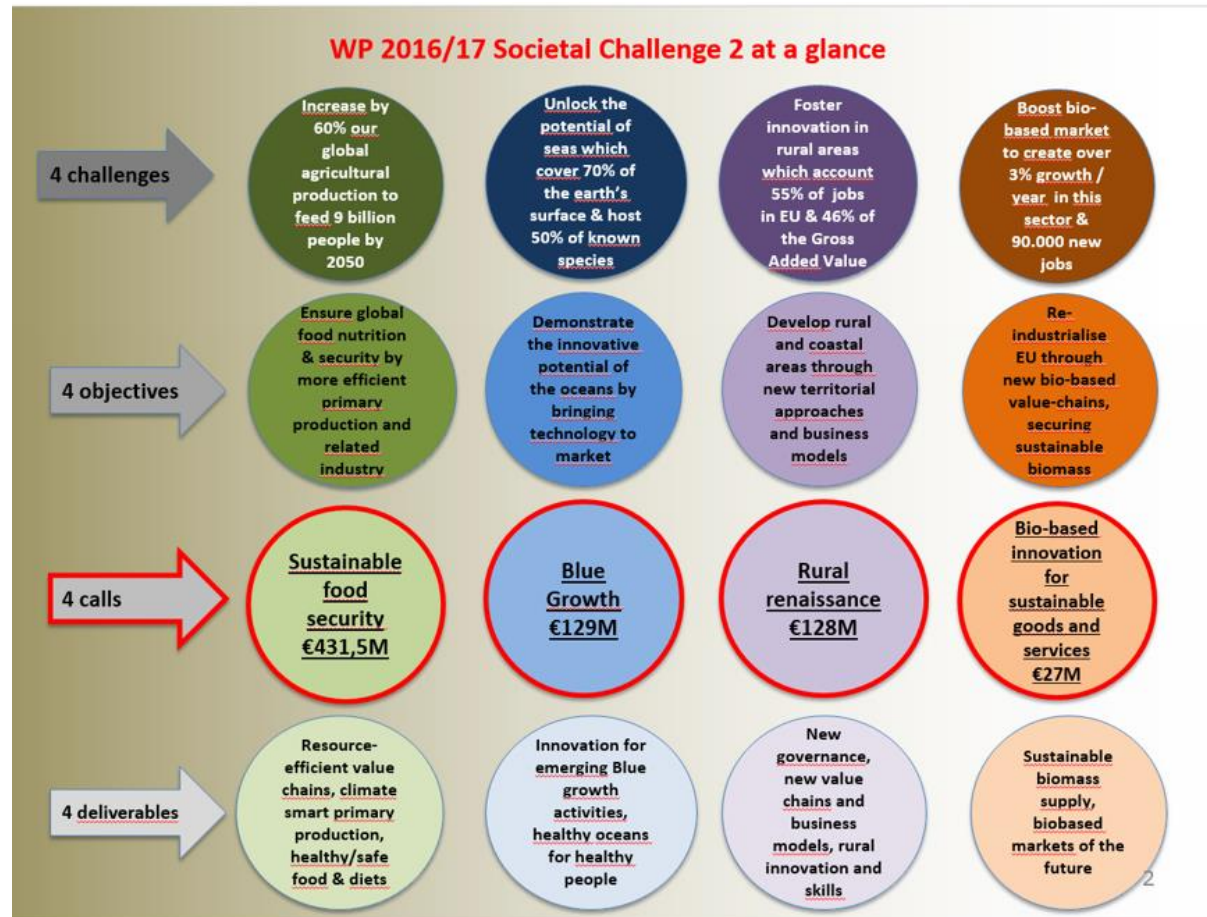 WP 2016/17 Societal Challenge 2 at a glance
4 challenges
Increase by
60% our
global
agricultural
production to
feed 9 billion
people by
2050
Unlock the
potential of
seas which
cover 70% of
the earth's
surface & host
50% of known
species
Foster
innovation in
rural areas
which account
55% of jobs
in EU & 46% of
the Gross
Added Value
Boost bio-
based market
to create over
3% growth /
year in this
sector &
90.000 new
jobs
4 objectives
Ensure global
food nutrition
& security by
more efficient
primary
production and
related
industry
Demonstrate
the innovative
potential of
the oceans by
bringing
technology to
market
Develop rural
and coastal
areas through
new territorial
approaches
and business
models
Re-
industrialise
EU through
new bio-based
value-chains,
securing
sustainable
biomass
4 calls
Sustainable
food
security
€431,5M
Blue
Growth
€129M
Rural
renaissance
€128M
Bio-based
innovation
for
sustainable
goods and
services
€27M
4 deliverables
Resource-
efficient value
chains, climate
smart primary
production,
healthy/safe
food & diets
Innovation for
emerging Blue
growth
activities,
healthy oceans
for healthy
people
New
governance,
new value
chains and
business
models, rural
innovation and
skills
Sustainable
biomass
supply,
biobased
markets of the
future
2